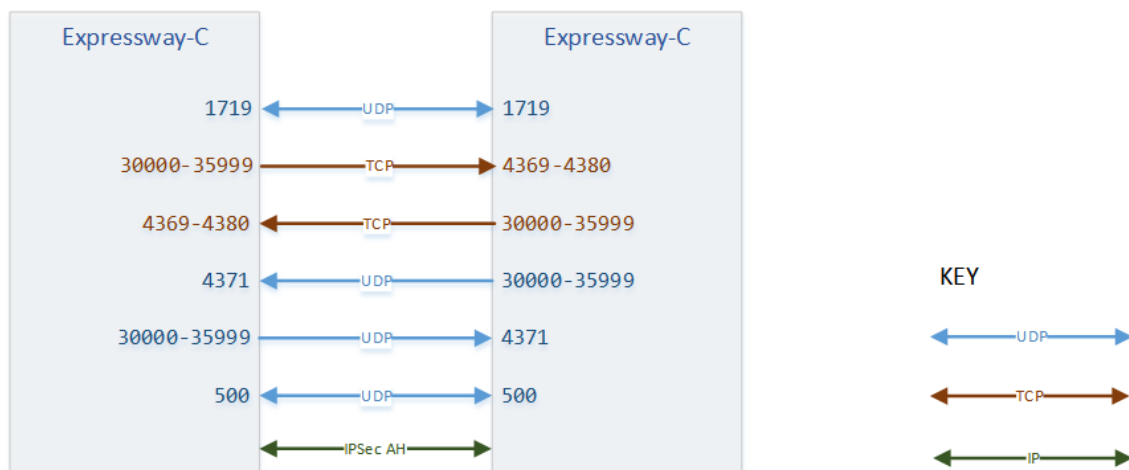 Expressway-C Expressway-C
1719 UDP 1719
30000-35999 TCP 4369-4380
4369-4380 TCP 30000-35999
4371 UDP 30000-35999
KEY
30000-35999 UDP 4371
UDP
500 UDP 500
TCP
IPSec AH
IP